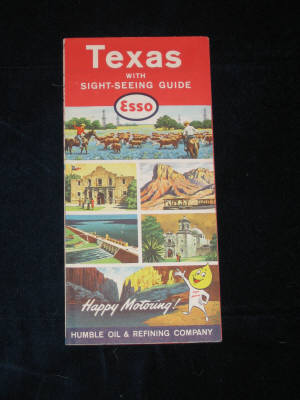 Texas
WITH
SIGHT-SEEING GUIDE
Esso
Happy Motoring!
HUMBLE OIL & REFINING COMPANY